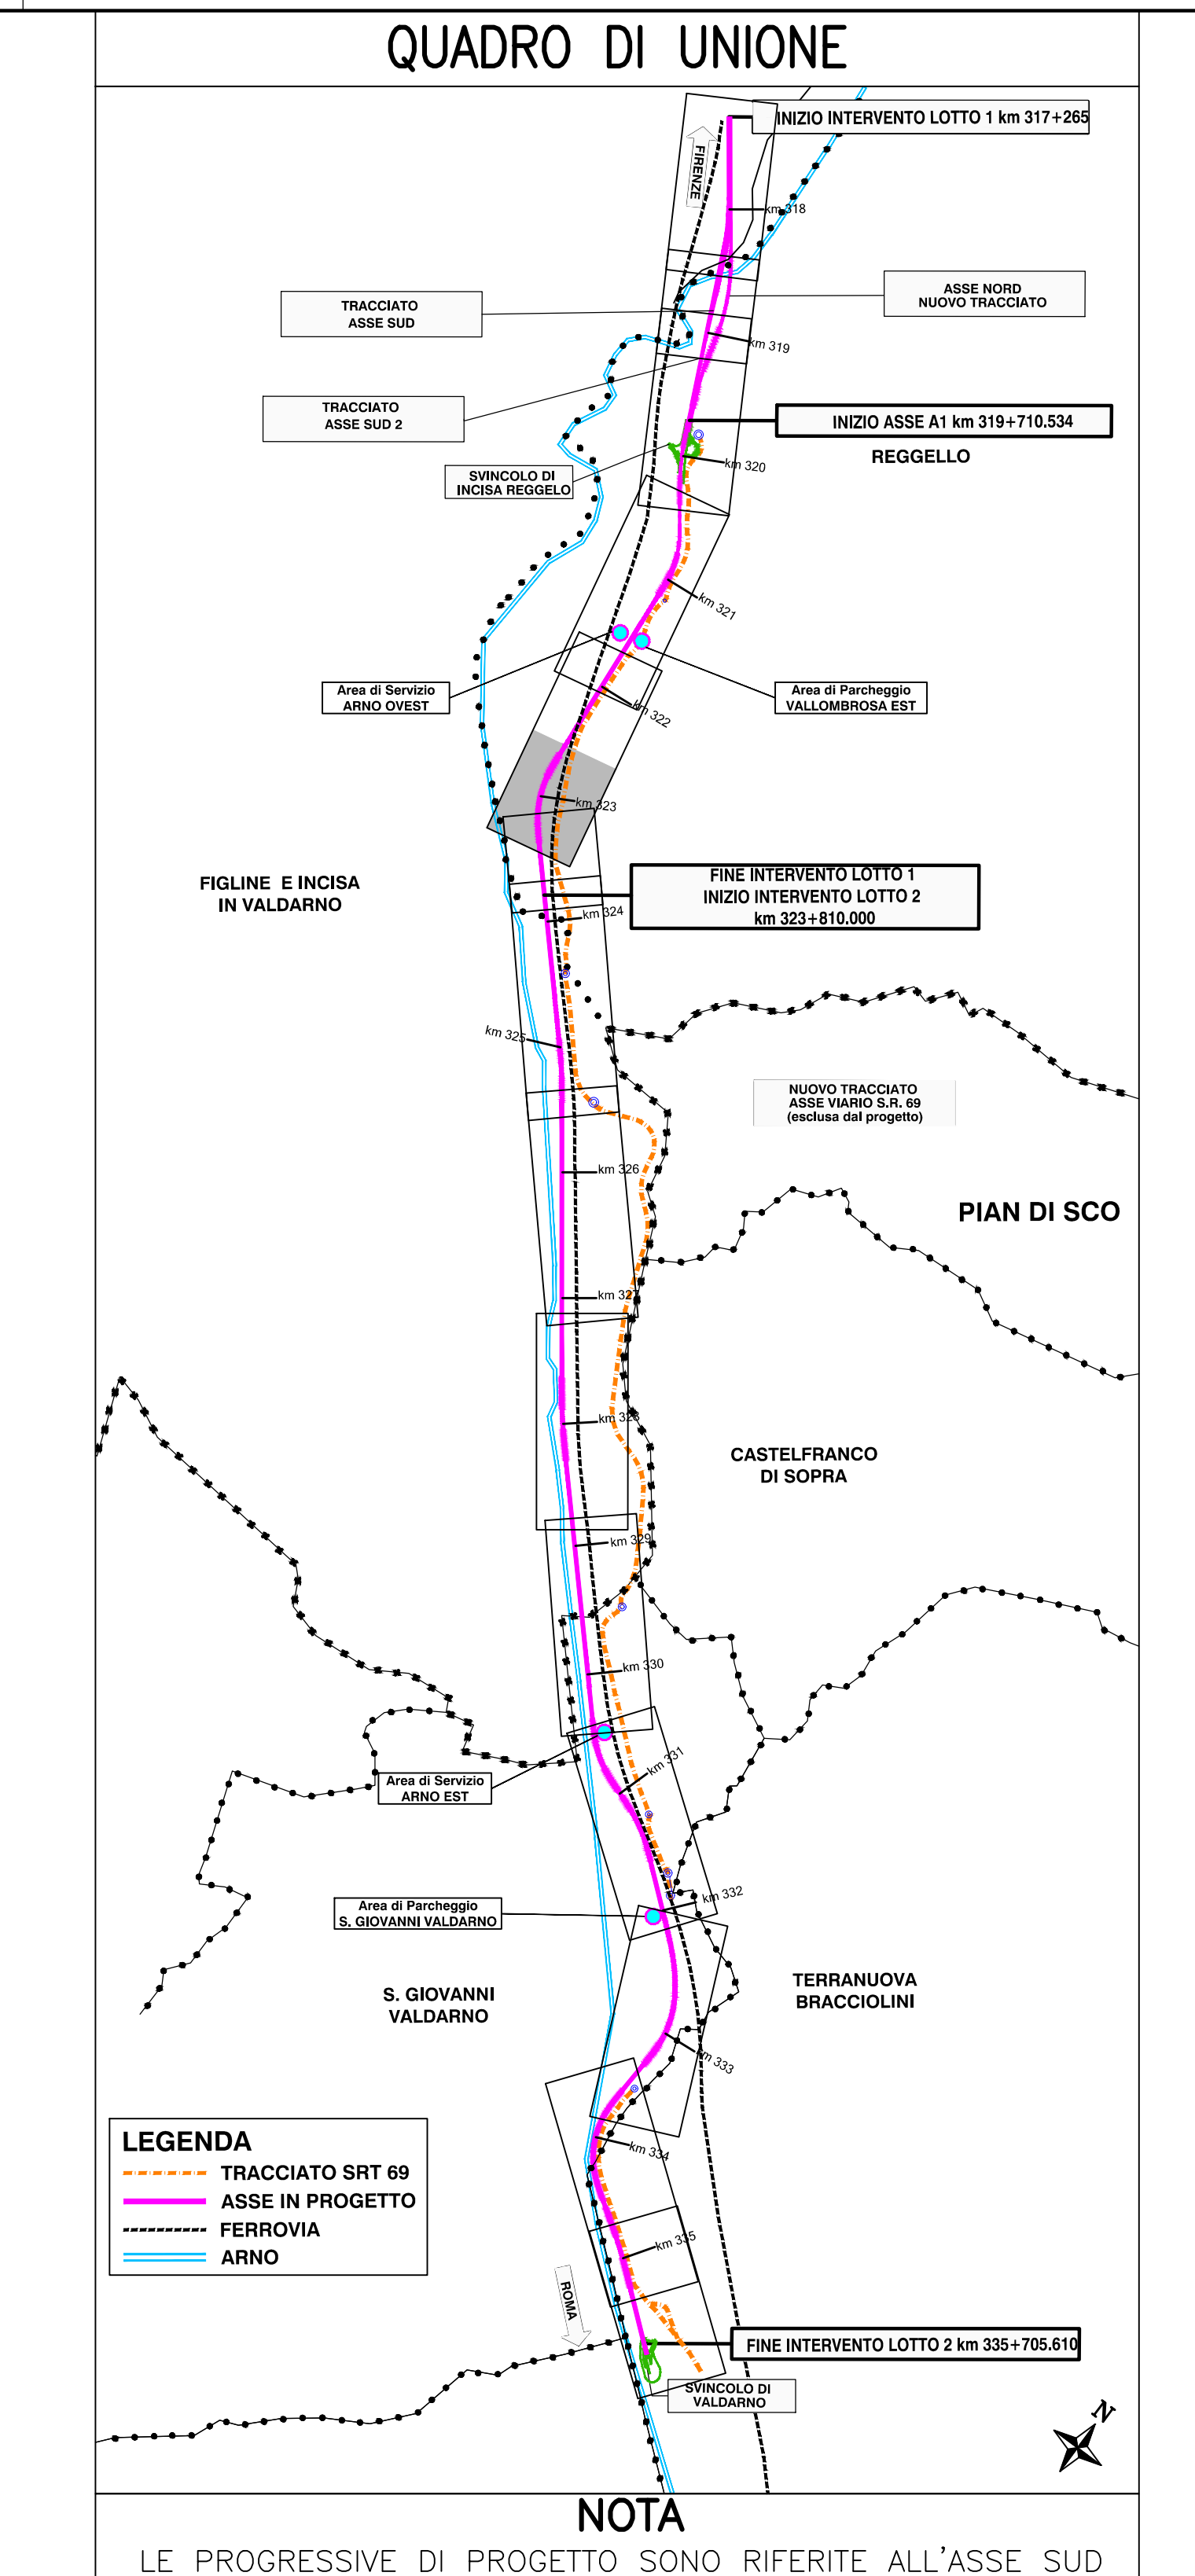 QUADRO DI UNIONE
INIZIO INTERVENTO LOTTO 1 km 317+265
FIRENZE
km 318
ASSE NORD
NUOVO TRACCIATO
TRACCIATO
ASSE SUD
km 319
TRACCIATO
ASSE SUD 2
INIZIO ASSE A1 km 319+710.534
REGGELLO
km 320
SVINCOLO DI
INCISA REGGELO
km 321
Area di Servizio
ARNO OVEST
Area di Parcheggio
VALLOMBROSA EST
km 322
km 323
FIGLINE E INCISA
IN VALDARNO
FINE INTERVENTO LOTTO 1
INIZIO INTERVENTO LOTTO 2
km 323+810.000
km 324
km 325
NUOVO TRACCIATO
ASSE VIARIO S.R. 69
(esclusa dal progetto)
km 326
PIAN DI SCO
km 327
km 328
CASTELFRANCO
DI SOPRA
km 329
km 330
km 331
Area di Servizio
ARNO EST
km 332
Area di Parcheggio
S. GIOVANNI VALDARNO
TERRANUOVA
BRACCIOLINI
S. GIOVANNI
VALDARNO
km 333
km 334
LEGENDA
TRACCIATO SRT 69
ASSE IN PROGETTO
FERROVIA
ARNO
km 335
ROMA
FINE INTERVENTO LOTTO 2 km 335+705.610
SVINCOLO DI
VALDARNO
N
NOTA
LE PROGRESSIVE DI PROGETTO SONO RIFERITE ALL'ASSE SUD